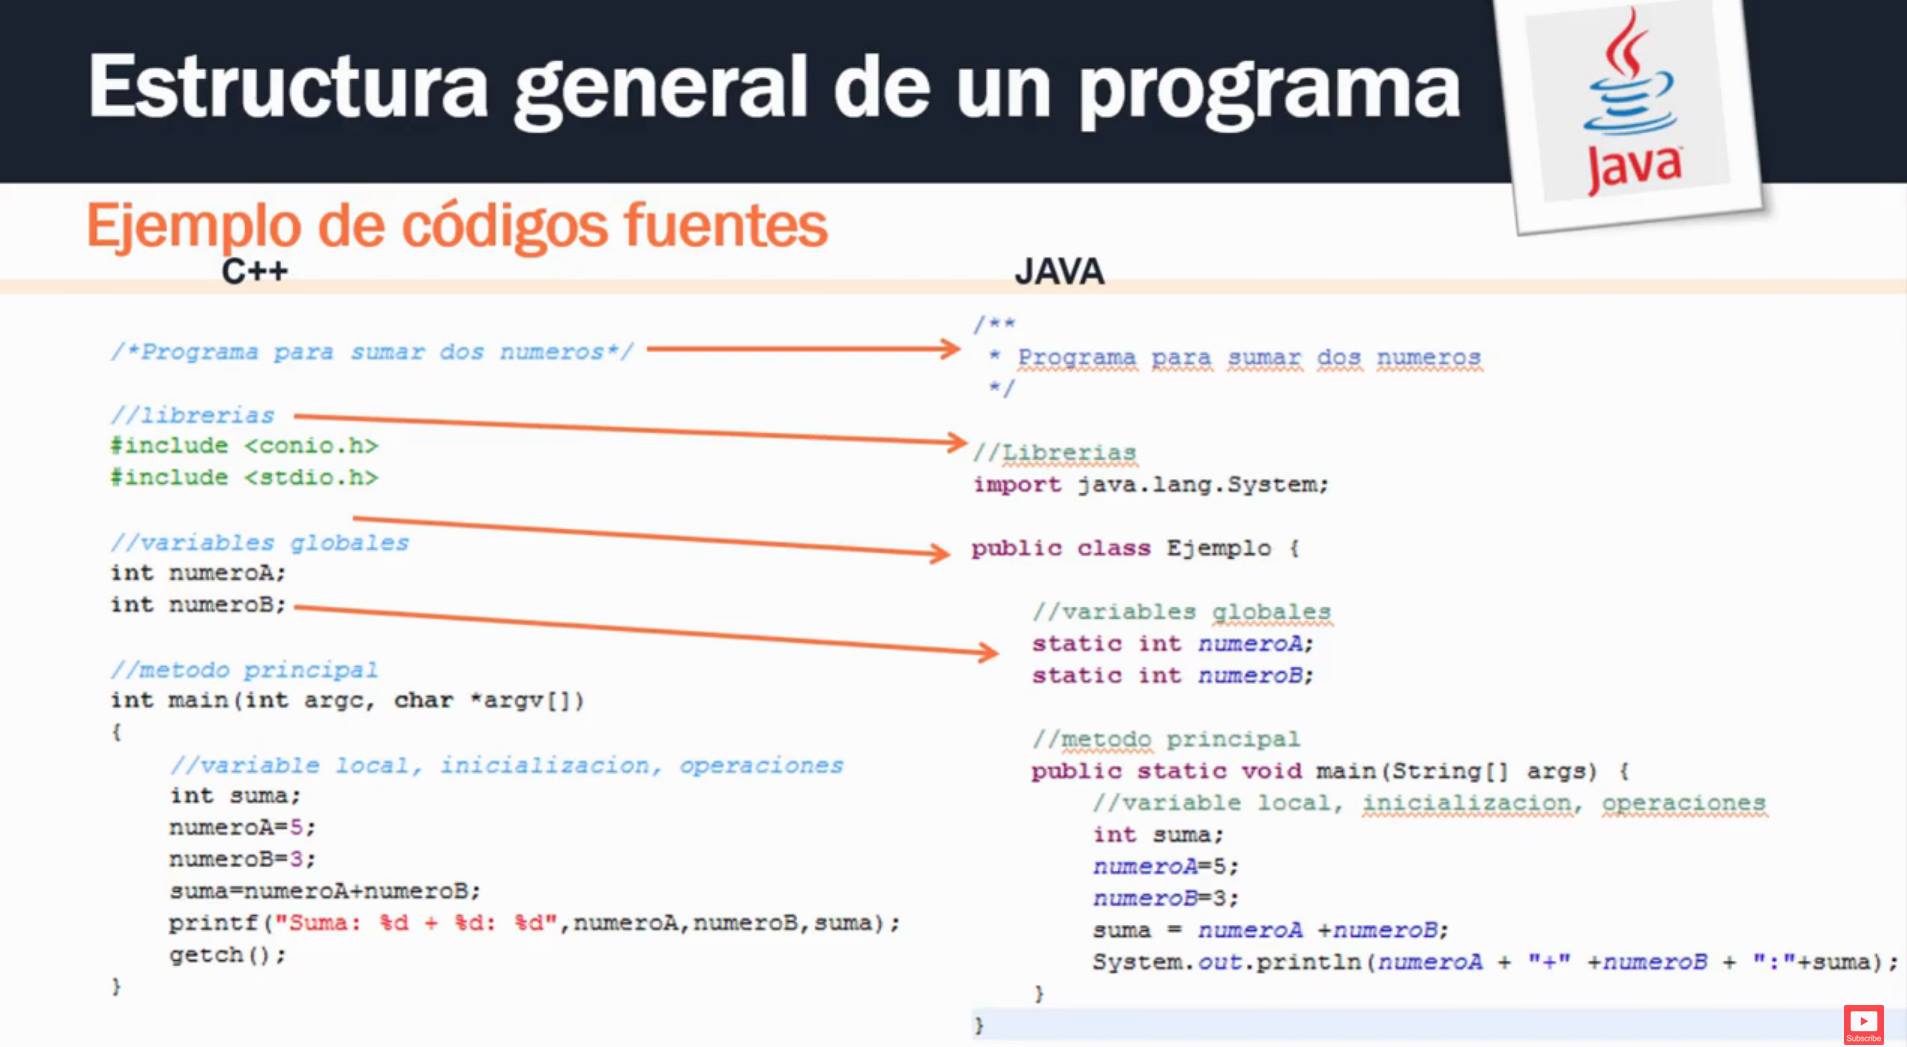 Estructura general de un programa
Java
Ejemplo de códigos fuentes
C++
/*Programa para sumar dos numeros*/
//librerias
#include <conio.h>
#include <stdio.h>
//variables globales
int numeroA;
int numeroB;
//metodo principal
int main(int argc, char *argv[])
{
//variable local, inicializacion, operaciones
int suma;
numeroA=5;
numeroB=3;
suma=numeroA+numeroB;
printf("Suma: %d + %d: %d",numeroA,numeroB,suma);
getch();
}
JAVA
/**
* Programa para sumar dos numeros
*/
//Librerias
import java.lang.System;
public class Ejemplo {
//variables globales
static int numeroA;
static int numeroB;
//metodo principal
public static void main(String[] args) {
//variable local, inicializacion, operaciones
int suma;
numeroA=5;
numeroB=3;
suma = numeroA +numeroB;
System.out.println(numeroA + "+" +numeroB + ":"+suma);
}
}
Subscribe